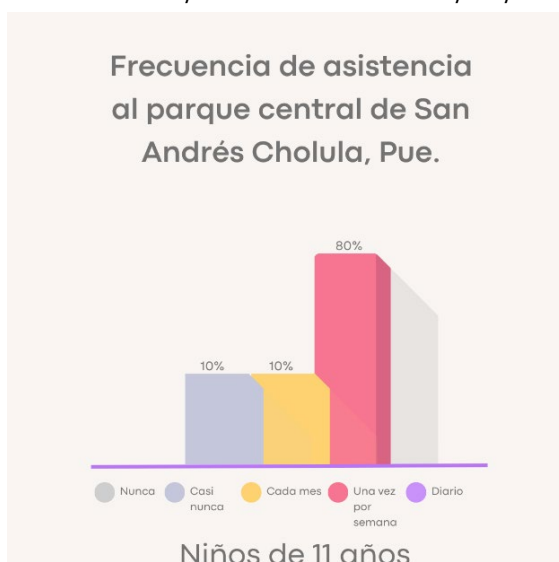 Frecuencia de asistencia
al parque central de San
Andrés Cholula, Pue.
80%
10%
10%
Nunca
Casi
nunca
Cada mes
Una vez
por
semana
Diario
Niños de 11 años